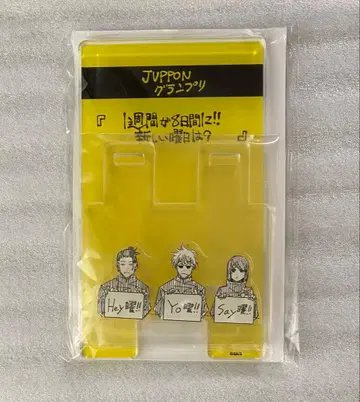 JUPPON
グランプリ
『 1週間が8日間に!!
新しい曜日は? 』
Hey曜!!
Yo曜!!
Say曜!!